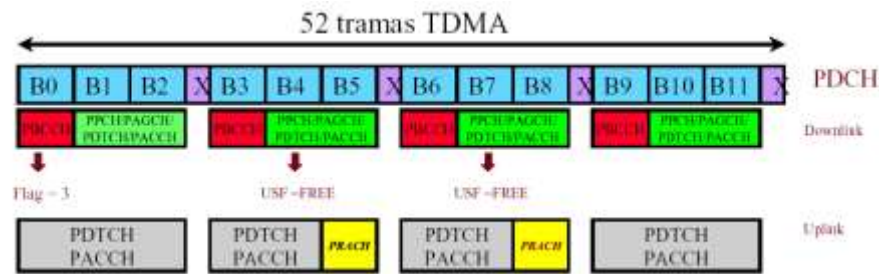 52 tramas TDMA
B0 B1 B2 X B3 B4 B5 X B6 B7 B8 X B9 B10 B11 X PDCH
PBCCH PPCH/PAGCH/ PBCCH PPCH/PAGCH/ PBCCH PPCH/PAGCH/ PBCCH PPCH/PAGCH/ Downlink
PDTCH/PACCH PDTCH/PACCH PDTCH/PACCH PDTCH/PACCH
Flag = 3 USF=FREE USF=FREE
PDTCH PDTCH PRACH PDTCH PRACH PDTCH Uplink
PACCH PACCH PACCH PACCH